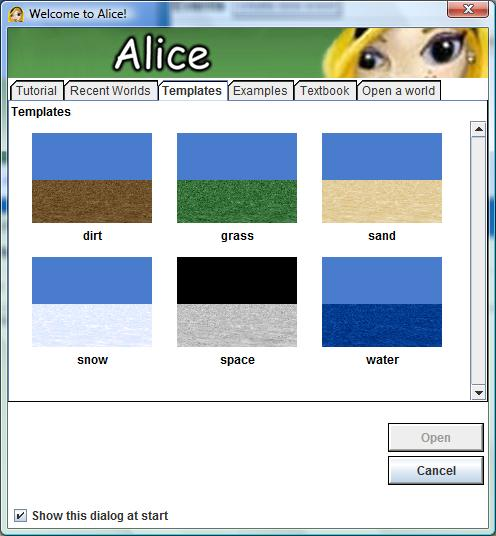 Welcome to Alice!
Alice
Tutorial Recent Worlds Templates Examples Textbook Open a world
Templates
dirt grass sand
snow space water
Open
Cancel
Show this dialog at start